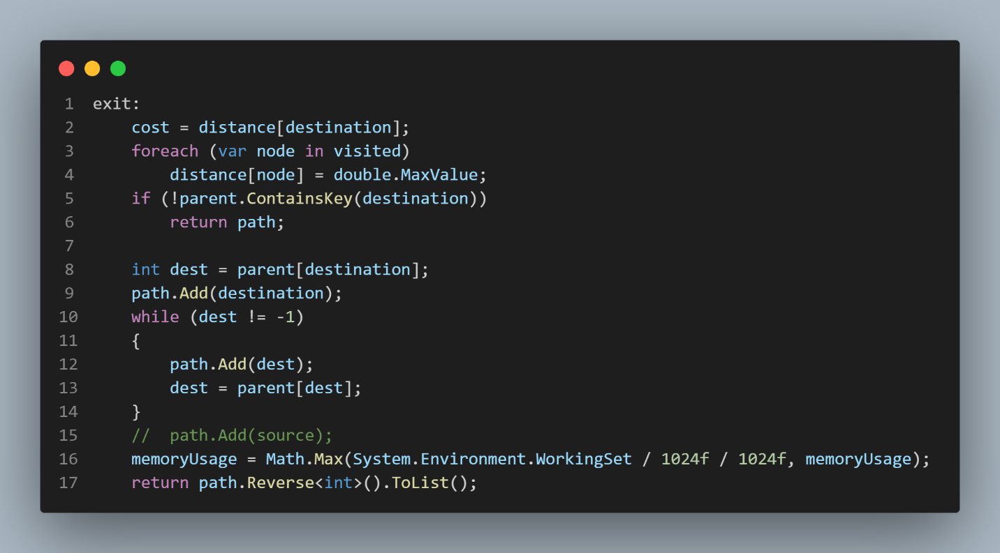 1 exit:
2     cost = distance[destination];
3     foreach (var node in visited)
4         distance[node] = double.MaxValue;
5     if (!parent.ContainsKey(destination))
6         return path;
7
8     int dest = parent[destination];
9     path.Add(destination);
10     while (dest != -1)
11     {
12         path.Add(dest);
13         dest = parent[dest];
14     }
15     //  path.Add(source);
16     memoryUsage = Math.Max(System.Environment.WorkingSet / 1024f / 1024f, memoryUsage);
17     return path.Reverse<int>().ToList();